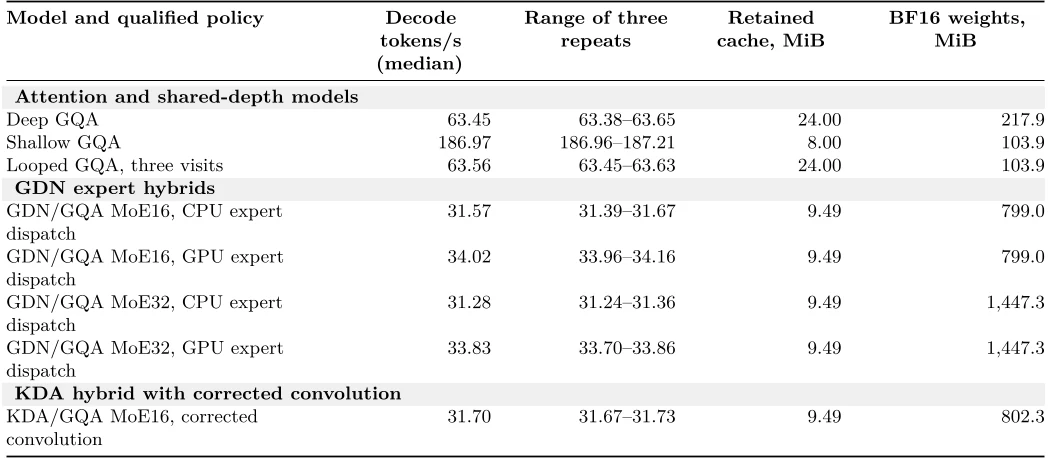 Model and qualified policy Decode tokens/s (median) Range of three repeats Retained cache, MiB BF16 weights, MiB
Attention and shared-depth models
Deep GQA 63.45 63.38–63.65 24.00 217.9
Shallow GQA 186.97 186.96–187.21 8.00 103.9
Looped GQA, three visits 63.56 63.45–63.63 24.00 103.9
GDN expert hybrids
GDN/GQA MoE16, CPU expert dispatch 31.57 31.39–31.67 9.49 799.0
GDN/GQA MoE16, GPU expert dispatch 34.02 33.96–34.16 9.49 799.0
GDN/GQA MoE32, CPU expert dispatch 31.28 31.24–31.36 9.49 1,447.3
GDN/GQA MoE32, GPU expert dispatch 33.83 33.70–33.86 9.49 1,447.3
KDA hybrid with corrected convolution
KDA/GQA MoE16, corrected convolution 31.70 31.67–31.73 9.49 802.3